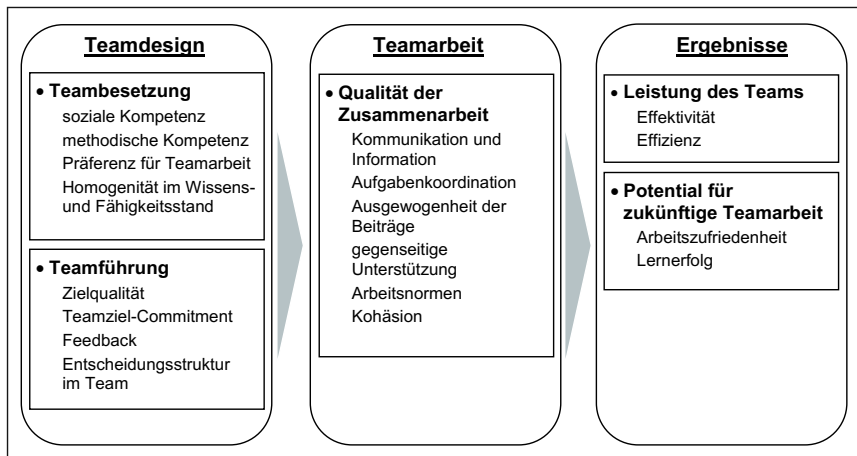 Teamdesign
• Teambesetzung
soziale Kompetenz
methodische Kompetenz
Präferenz für Teamarbeit
Homogenität im Wissens-
und Fähigkeitsstand
• Teamführung
Zielqualität
Teamziel-Commitment
Feedback
Entscheidungsstruktur
im Team
Teamarbeit
• Qualität der
Zusammenarbeit
Kommunikation und
Information
Aufgabenkoordination
Ausgewogenheit der
Beiträge
gegenseitige
Unterstützung
Arbeitsnormen
Kohäsion
Ergebnisse
• Leistung des Teams
Effektivität
Effizienz
• Potential für
zukünftige Teamarbeit
Arbeitszufriedenheit
Lernerfolg